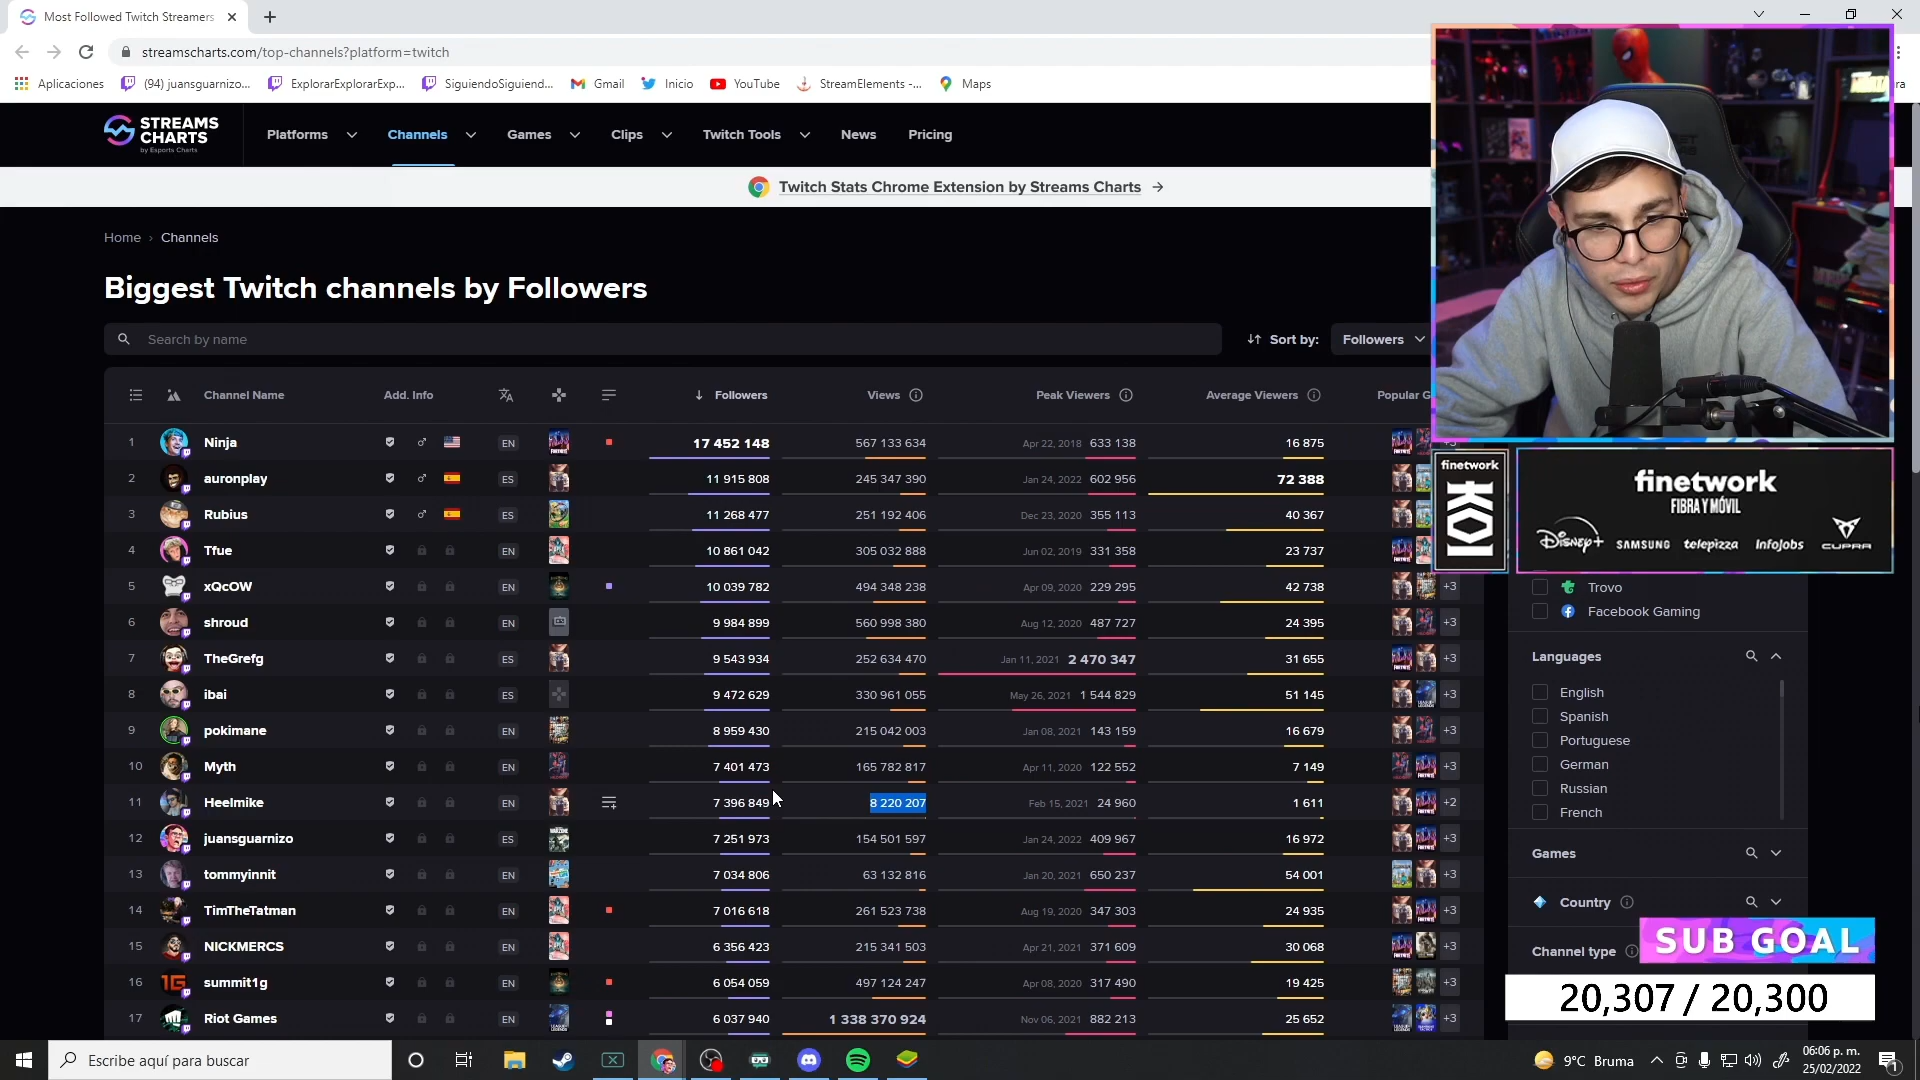 Most Followed Twitch Streamers
streamscharts.com/top-channels?platform=twitch
Aplicaciones (94) juansguarnizo... ExplorarExplorarExp... SiguiendoSiguiend... Gmail Inicio YouTube StreamElements -... Maps
STREAMS CHARTS by Esports Charts
Platforms Channels Games Clips Twitch Tools News Pricing
Twitch Stats Chrome Extension by Streams Charts →
Home › Channels
Biggest Twitch channels by Followers
Search by name Sort by: Followers
Channel Name Add. Info Followers Views Peak Viewers Average Viewers Popular G
1 Ninja EN 17 452 148 567 133 634 Apr 22, 2018 633 138 16 875 +3
2 auronplay ES 11 915 808 245 347 390 Jan 24, 2022 602 956 72 388
3 Rubius ES 11 268 477 251 192 406 Dec 23, 2020 355 113 40 367
4 Tfue EN 10 861 042 305 032 888 Jun 02, 2019 331 358 23 737
5 xQcOW EN 10 039 782 494 348 238 Apr 09, 2020 229 295 42 738 +3
6 shroud EN 9 984 899 560 998 380 Aug 12, 2020 487 727 24 395 +3
7 TheGrefg ES 9 543 934 252 634 470 Jan 11, 2021 2 470 347 31 655 +3
8 ibai ES 9 472 629 330 961 055 May 26, 2021 1 544 829 51 145 +3
9 pokimane EN 8 959 430 215 042 003 Jan 08, 2021 143 159 16 679 +3
10 Myth EN 7 401 473 165 782 817 Apr 11, 2020 122 552 7 149 +3
11 Heelmike EN 7 396 849 8 220 207 Feb 15, 2021 24 960 1 611 +2
12 juansguarnizo ES 7 251 973 154 501 597 Jan 24, 2022 409 967 16 972 +3
13 tommyinnit EN 7 034 806 63 132 816 Jan 20, 2021 650 237 54 001 +3
14 TimTheTatman EN 7 016 618 261 523 738 Aug 19, 2020 347 303 24 935 +3
15 NICKMERCS EN 6 356 423 215 341 503 Apr 21, 2021 371 609 30 068 +3
16 summit1g EN 6 054 059 497 124 247 Apr 08, 2020 317 490 19 425 +3
17 Riot Games EN 6 037 940 1 338 370 924 Nov 06, 2021 882 213 25 652 +3
finetwork
KOI
finetwork
FIBRA Y MÓVIL
Disney+ SAMSUNG telepizza InfoJobs CUPRA
Trovo
Facebook Gaming
Languages
English
Spanish
Portuguese
German
Russian
French
Games
Country
Channel type
SUB GOAL
20,307 / 20,300
Escribe aquí para buscar
9°C Bruma
06:06 p. m.
25/02/2022
1